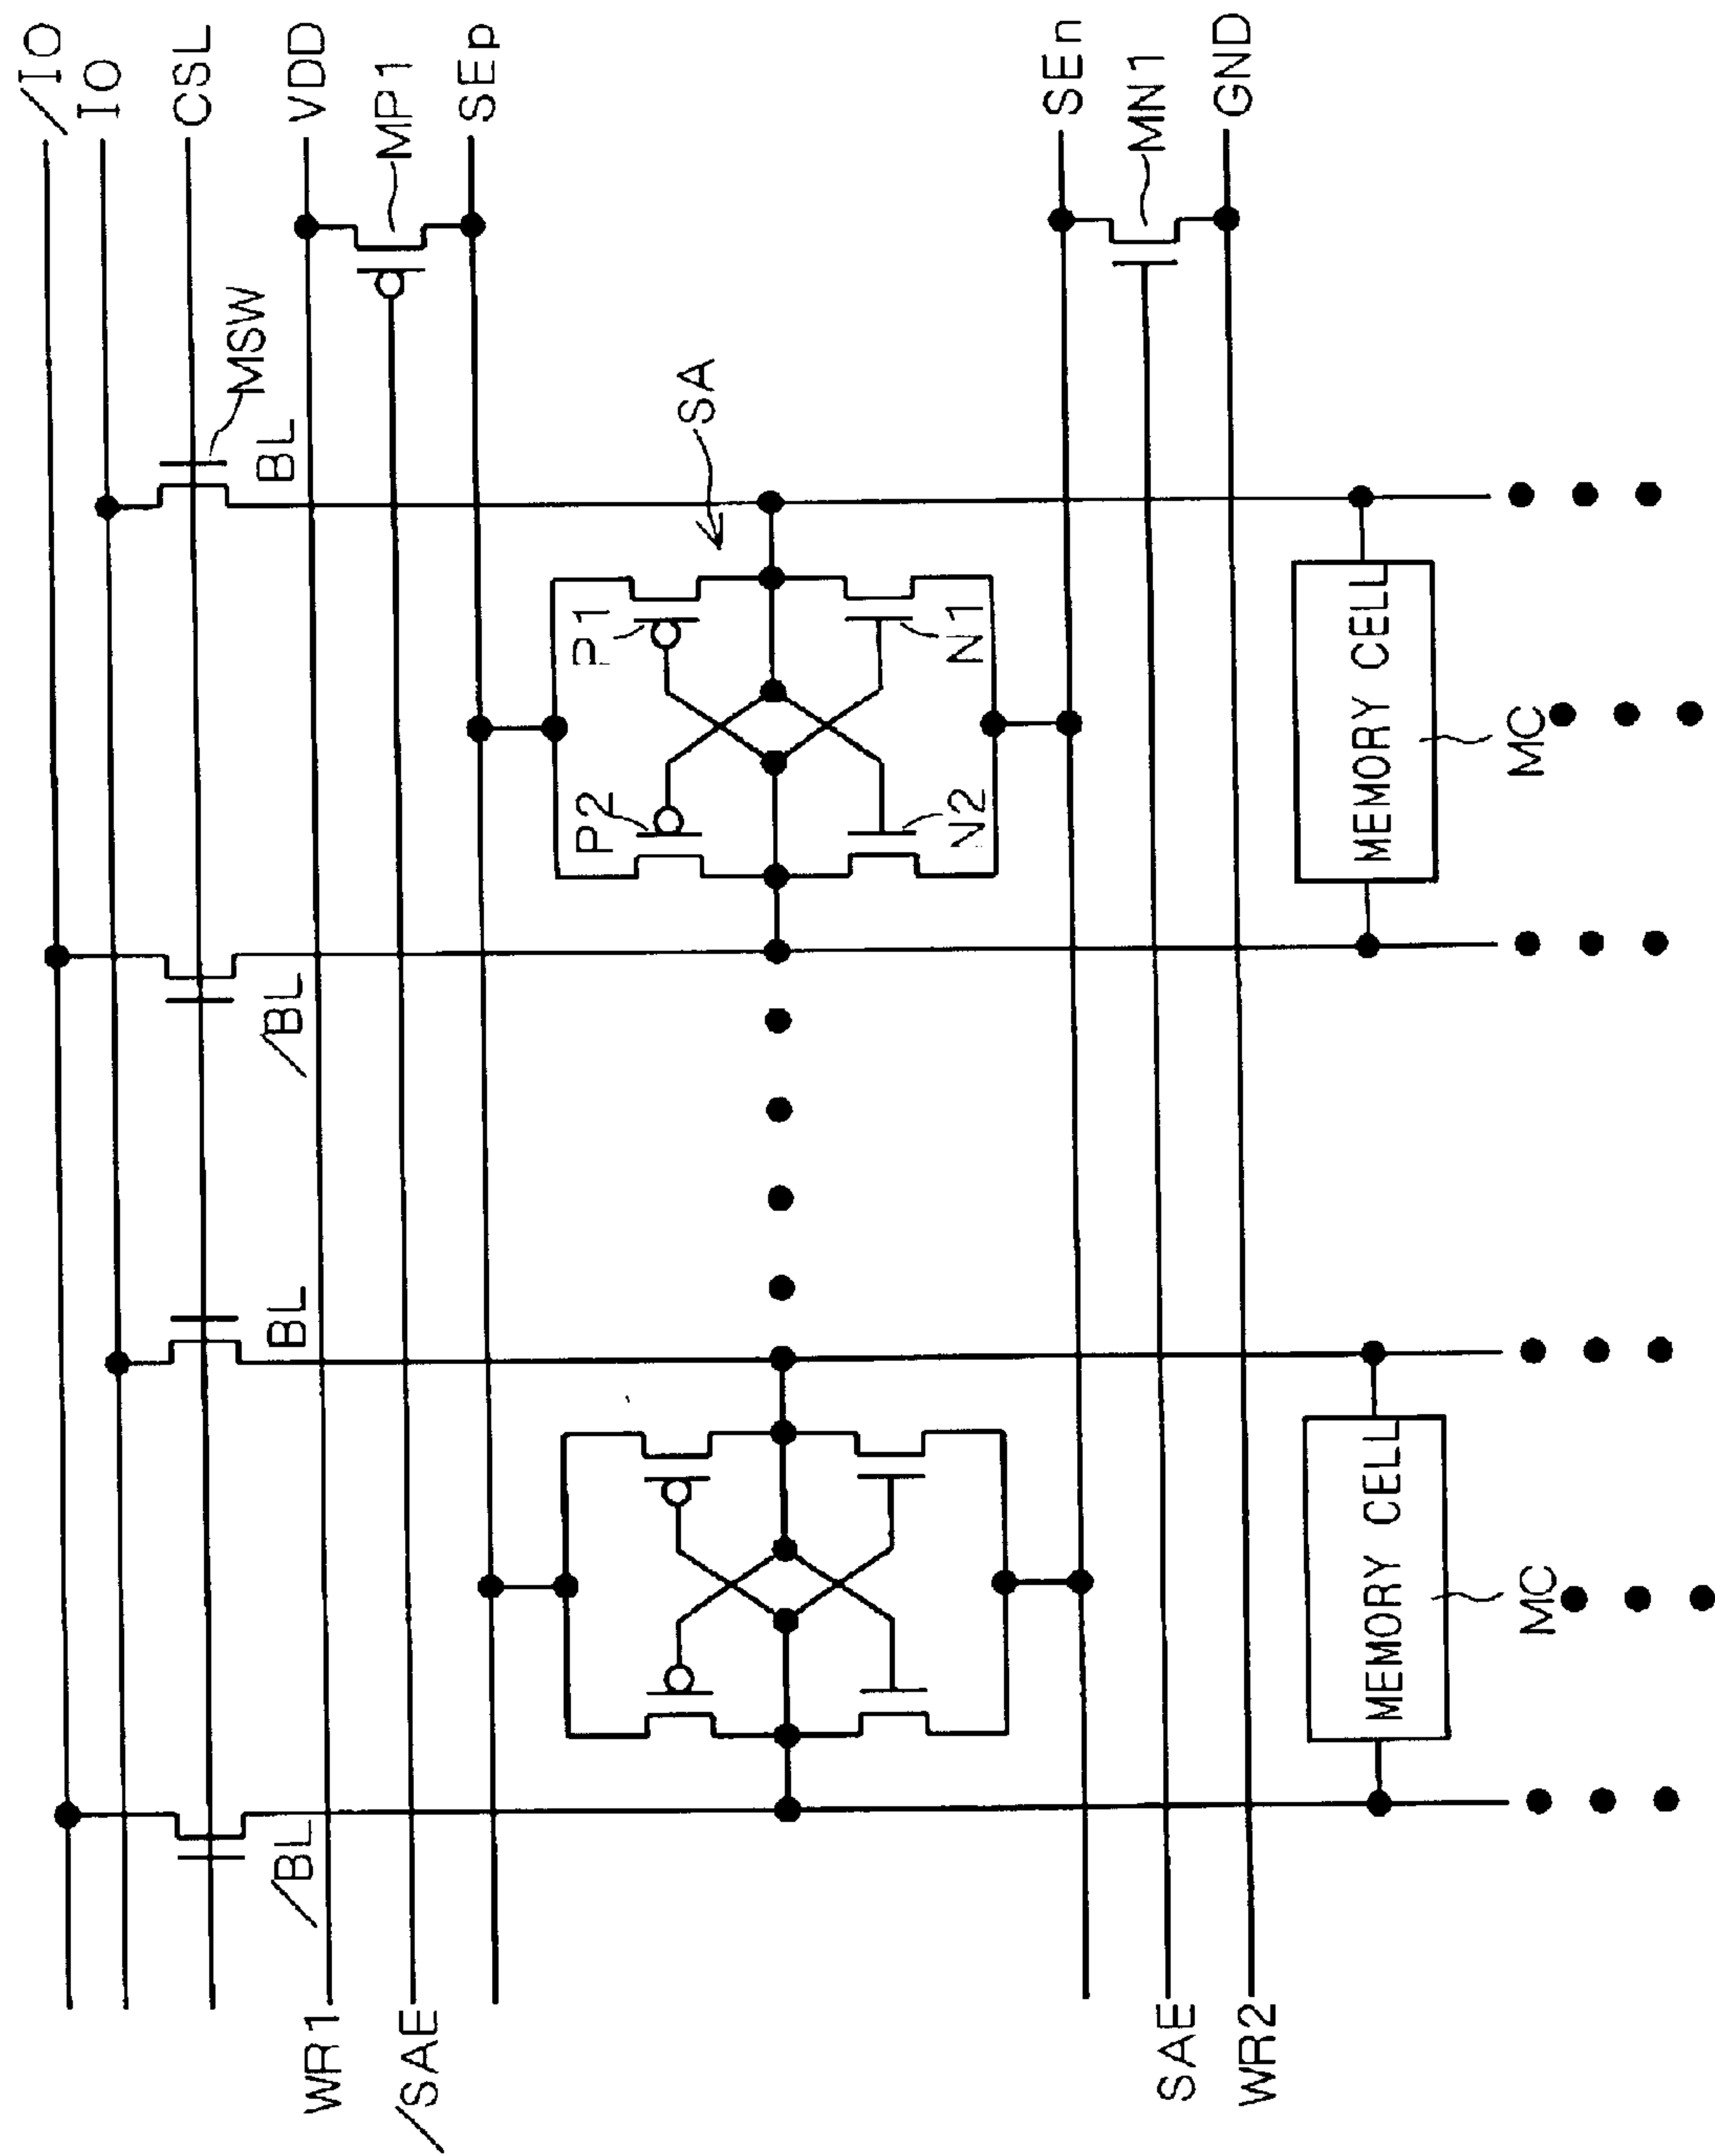 /IO
IO
CSL
MSW
/BL
BL
/BL
BL
WR1
VDD
MP1
/SAE
SEp
P2
P1
SA
N2
N1
SEn
MN1
SAE
GND
WR2
MEMORY CELL
MEMORY CELL
MC
MC